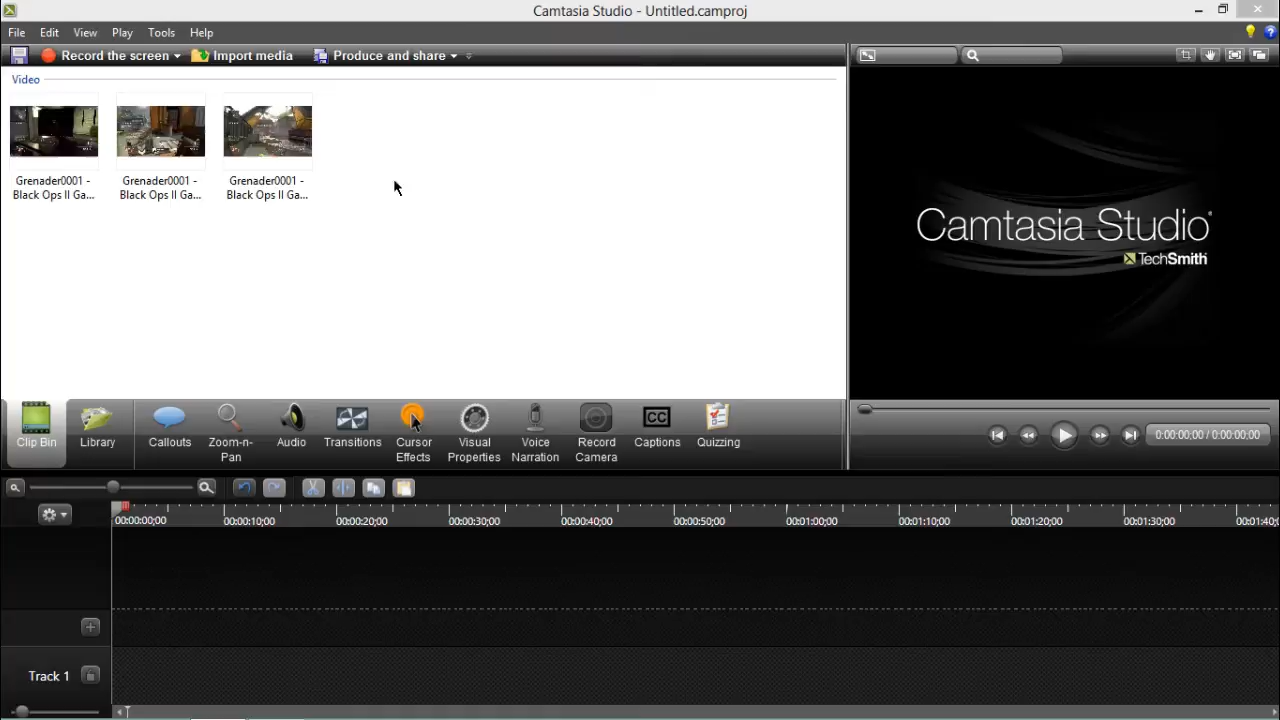 Camtasia Studio - Untitled.camproj
File Edit View Play Tools Help
Record the screen Import media Produce and share
Video
Grenader0001 - Black Ops II Ga...
Grenader0001 - Black Ops II Ga...
Grenader0001 - Black Ops II Ga...
Camtasia Studio®
TechSmith
Clip Bin Library Callouts Zoom-n-Pan Audio Transitions Cursor Effects Visual Properties Voice Narration Record Camera CC Captions Quizzing
0:00:00;00 / 0:00:00;00
00:00:00;00 00:00:10;00 00:00:20;00 00:00:30;00 00:00:40;00 00:00:50;00 00:01:00;00 00:01:10;00 00:01:20;00 00:01:30;00 00:01:40;
Track 1